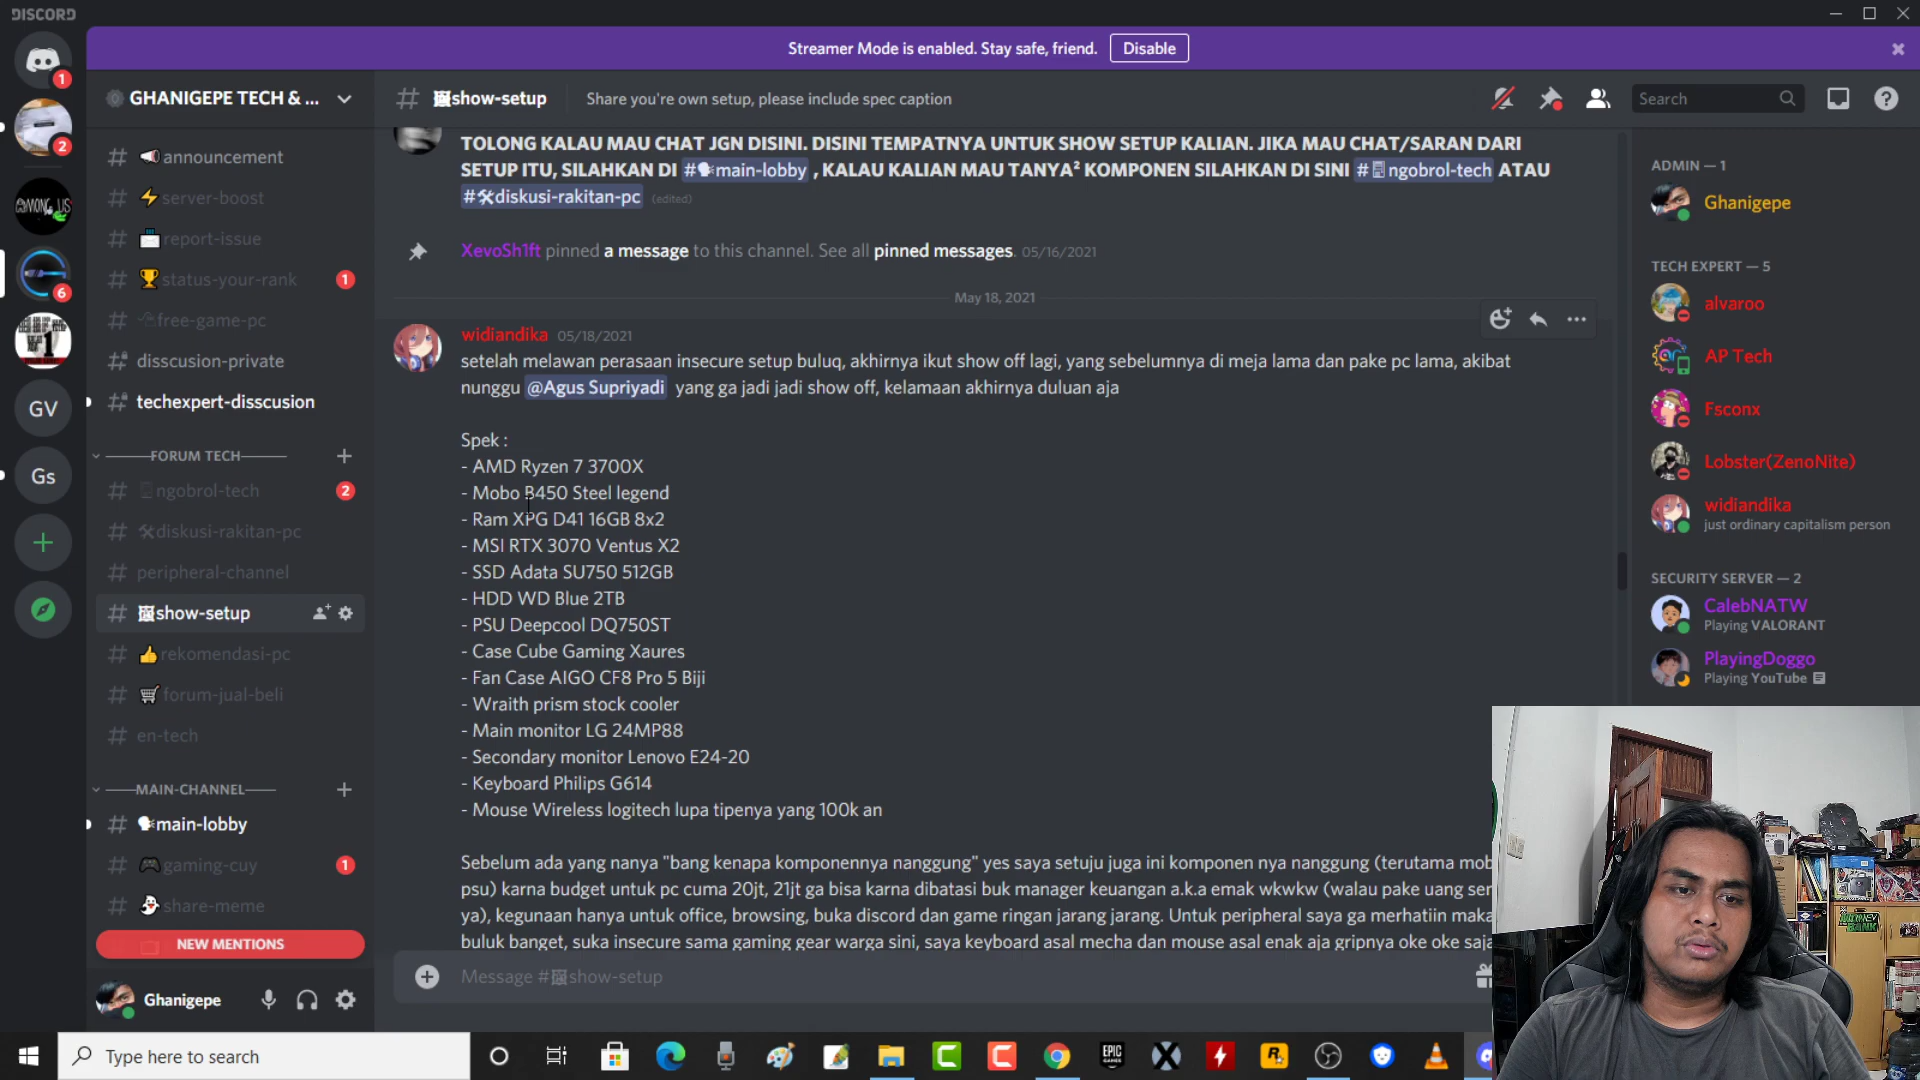 DISCORD
Streamer Mode is enabled. Stay safe, friend. Disable
1
2
AMONG US
6
GV
Gs
GHANIGEPE TECH & ...
announcement
server-boost
report-issue
status-your-rank 1
free-game-pc
disscusion-private
techexpert-disscusion
FORUM TECH
ngobrol-tech 2
diskusi-rakitan-pc
peripheral-channel
show-setup
rekomendasi-pc
forum-jual-beli
en-tech
MAIN-CHANNEL
main-lobby
gaming-cuy 1
share-meme
NEW MENTIONS
Ghanigepe
show-setup Share you're own setup, please include spec caption
Search
TOLONG KALAU MAU CHAT JGN DISINI. DISINI TEMPATNYA UNTUK SHOW SETUP KALIAN. JIKA MAU CHAT/SARAN DARI
SETUP ITU, SILAHKAN DI #main-lobby , KALAU KALIAN MAU TANYA² KOMPONEN SILAHKAN DI SINI #ngobrol-tech ATAU
#diskusi-rakitan-pc (edited)
XevoSh1ft pinned a message to this channel. See all pinned messages. 05/16/2021
May 18, 2021
widiandika 05/18/2021
setelah melawan perasaan insecure setup buluq, akhirnya ikut show off lagi, yang sebelumnya di meja lama dan pake pc lama, akibat
nunggu @Agus Supriyadi yang ga jadi jadi show off, kelamaan akhirnya duluan aja
Spek :
- AMD Ryzen 7 3700X
- Mobo B450 Steel legend
- Ram XPG D41 16GB 8x2
- MSI RTX 3070 Ventus X2
- SSD Adata SU750 512GB
- HDD WD Blue 2TB
- PSU Deepcool DQ750ST
- Case Cube Gaming Xaures
- Fan Case AIGO CF8 Pro 5 Biji
- Wraith prism stock cooler
- Main monitor LG 24MP88
- Secondary monitor Lenovo E24-20
- Keyboard Philips G614
- Mouse Wireless logitech lupa tipenya yang 100k an
Sebelum ada yang nanya "bang kenapa komponennya nanggung" yes saya setuju juga ini komponen nya nanggung (terutama mob
psu) karna budget untuk pc cuma 20jt, 21jt ga bisa karna dibatasi buk manager keuangan a.k.a emak wkwkw (walau pake uang ser
ya), kegunaan hanya untuk office, browsing, buka discord dan game ringan jarang jarang. Untuk peripheral saya ga merhatiin maka
buluk banget, suka insecure sama gaming gear warga sini, saya keyboard asal mecha dan mouse asal enak aja gripnya oke oke saja
Message #show-setup
ADMIN — 1
Ghanigepe
TECH EXPERT — 5
alvaroo
AP Tech
Fsconx
Lobster(ZenoNite)
widiandika
just ordinary capitalism person
SECURITY SERVER — 2
CalebNATW
Playing VALORANT
PlayingDoggo
Playing YouTube
Type here to search
EPIC GAMES